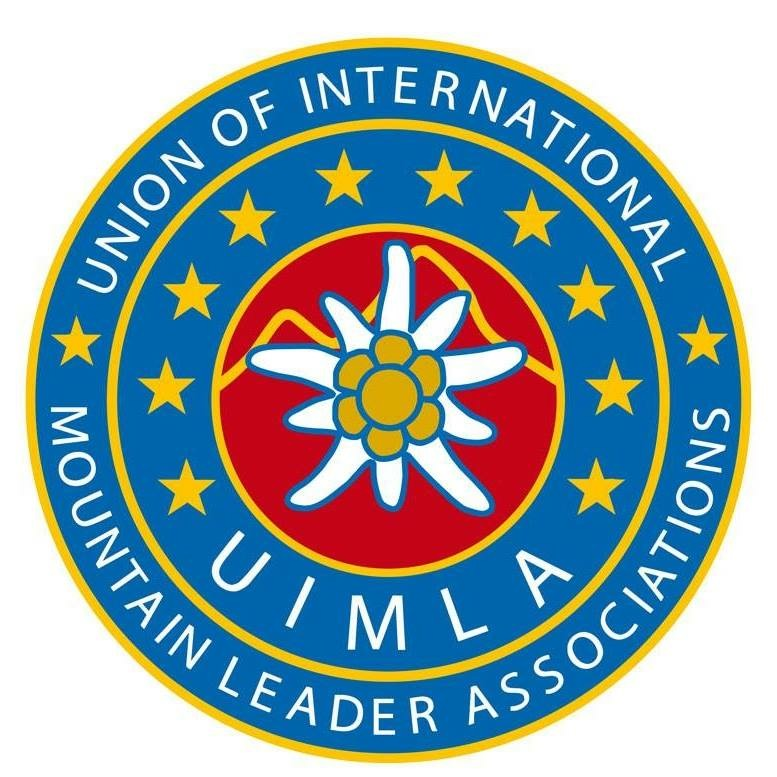 UNION OF INTERNATIONAL
MOUNTAIN LEADER ASSOCIATIONS
UIMLA